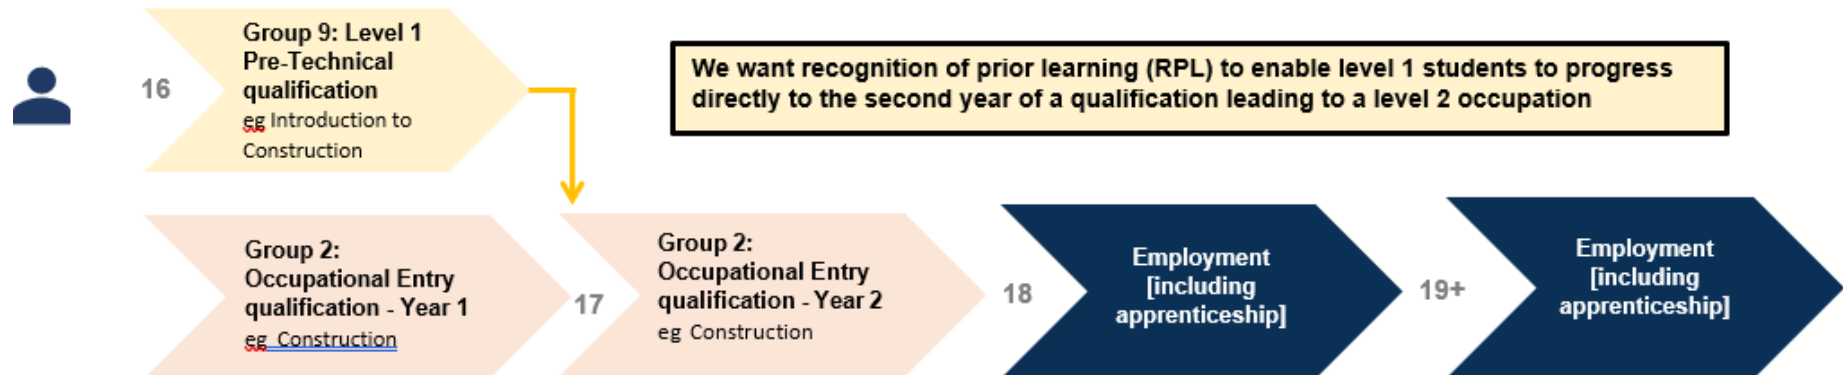 16
Group 9: Level 1
Pre-Technical
qualification
eg Introduction to
Construction
We want recognition of prior learning (RPL) to enable level 1 students to progress
directly to the second year of a qualification leading to a level 2 occupation
Group 2:
Occupational Entry
qualification - Year 1
eg Construction
17
Group 2:
Occupational Entry
qualification - Year 2
eg Construction
18
Employment
[including
apprenticeship]
19+
Employment
[including
apprenticeship]